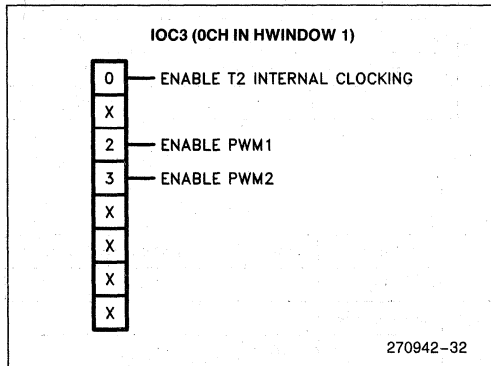 IOC3 (0CH IN HWINDOW 1)
0 ENABLE T2 INTERNAL CLOCKING
X
2 ENABLE PWM1
3 ENABLE PWM2
X
X
X
X
270942-32